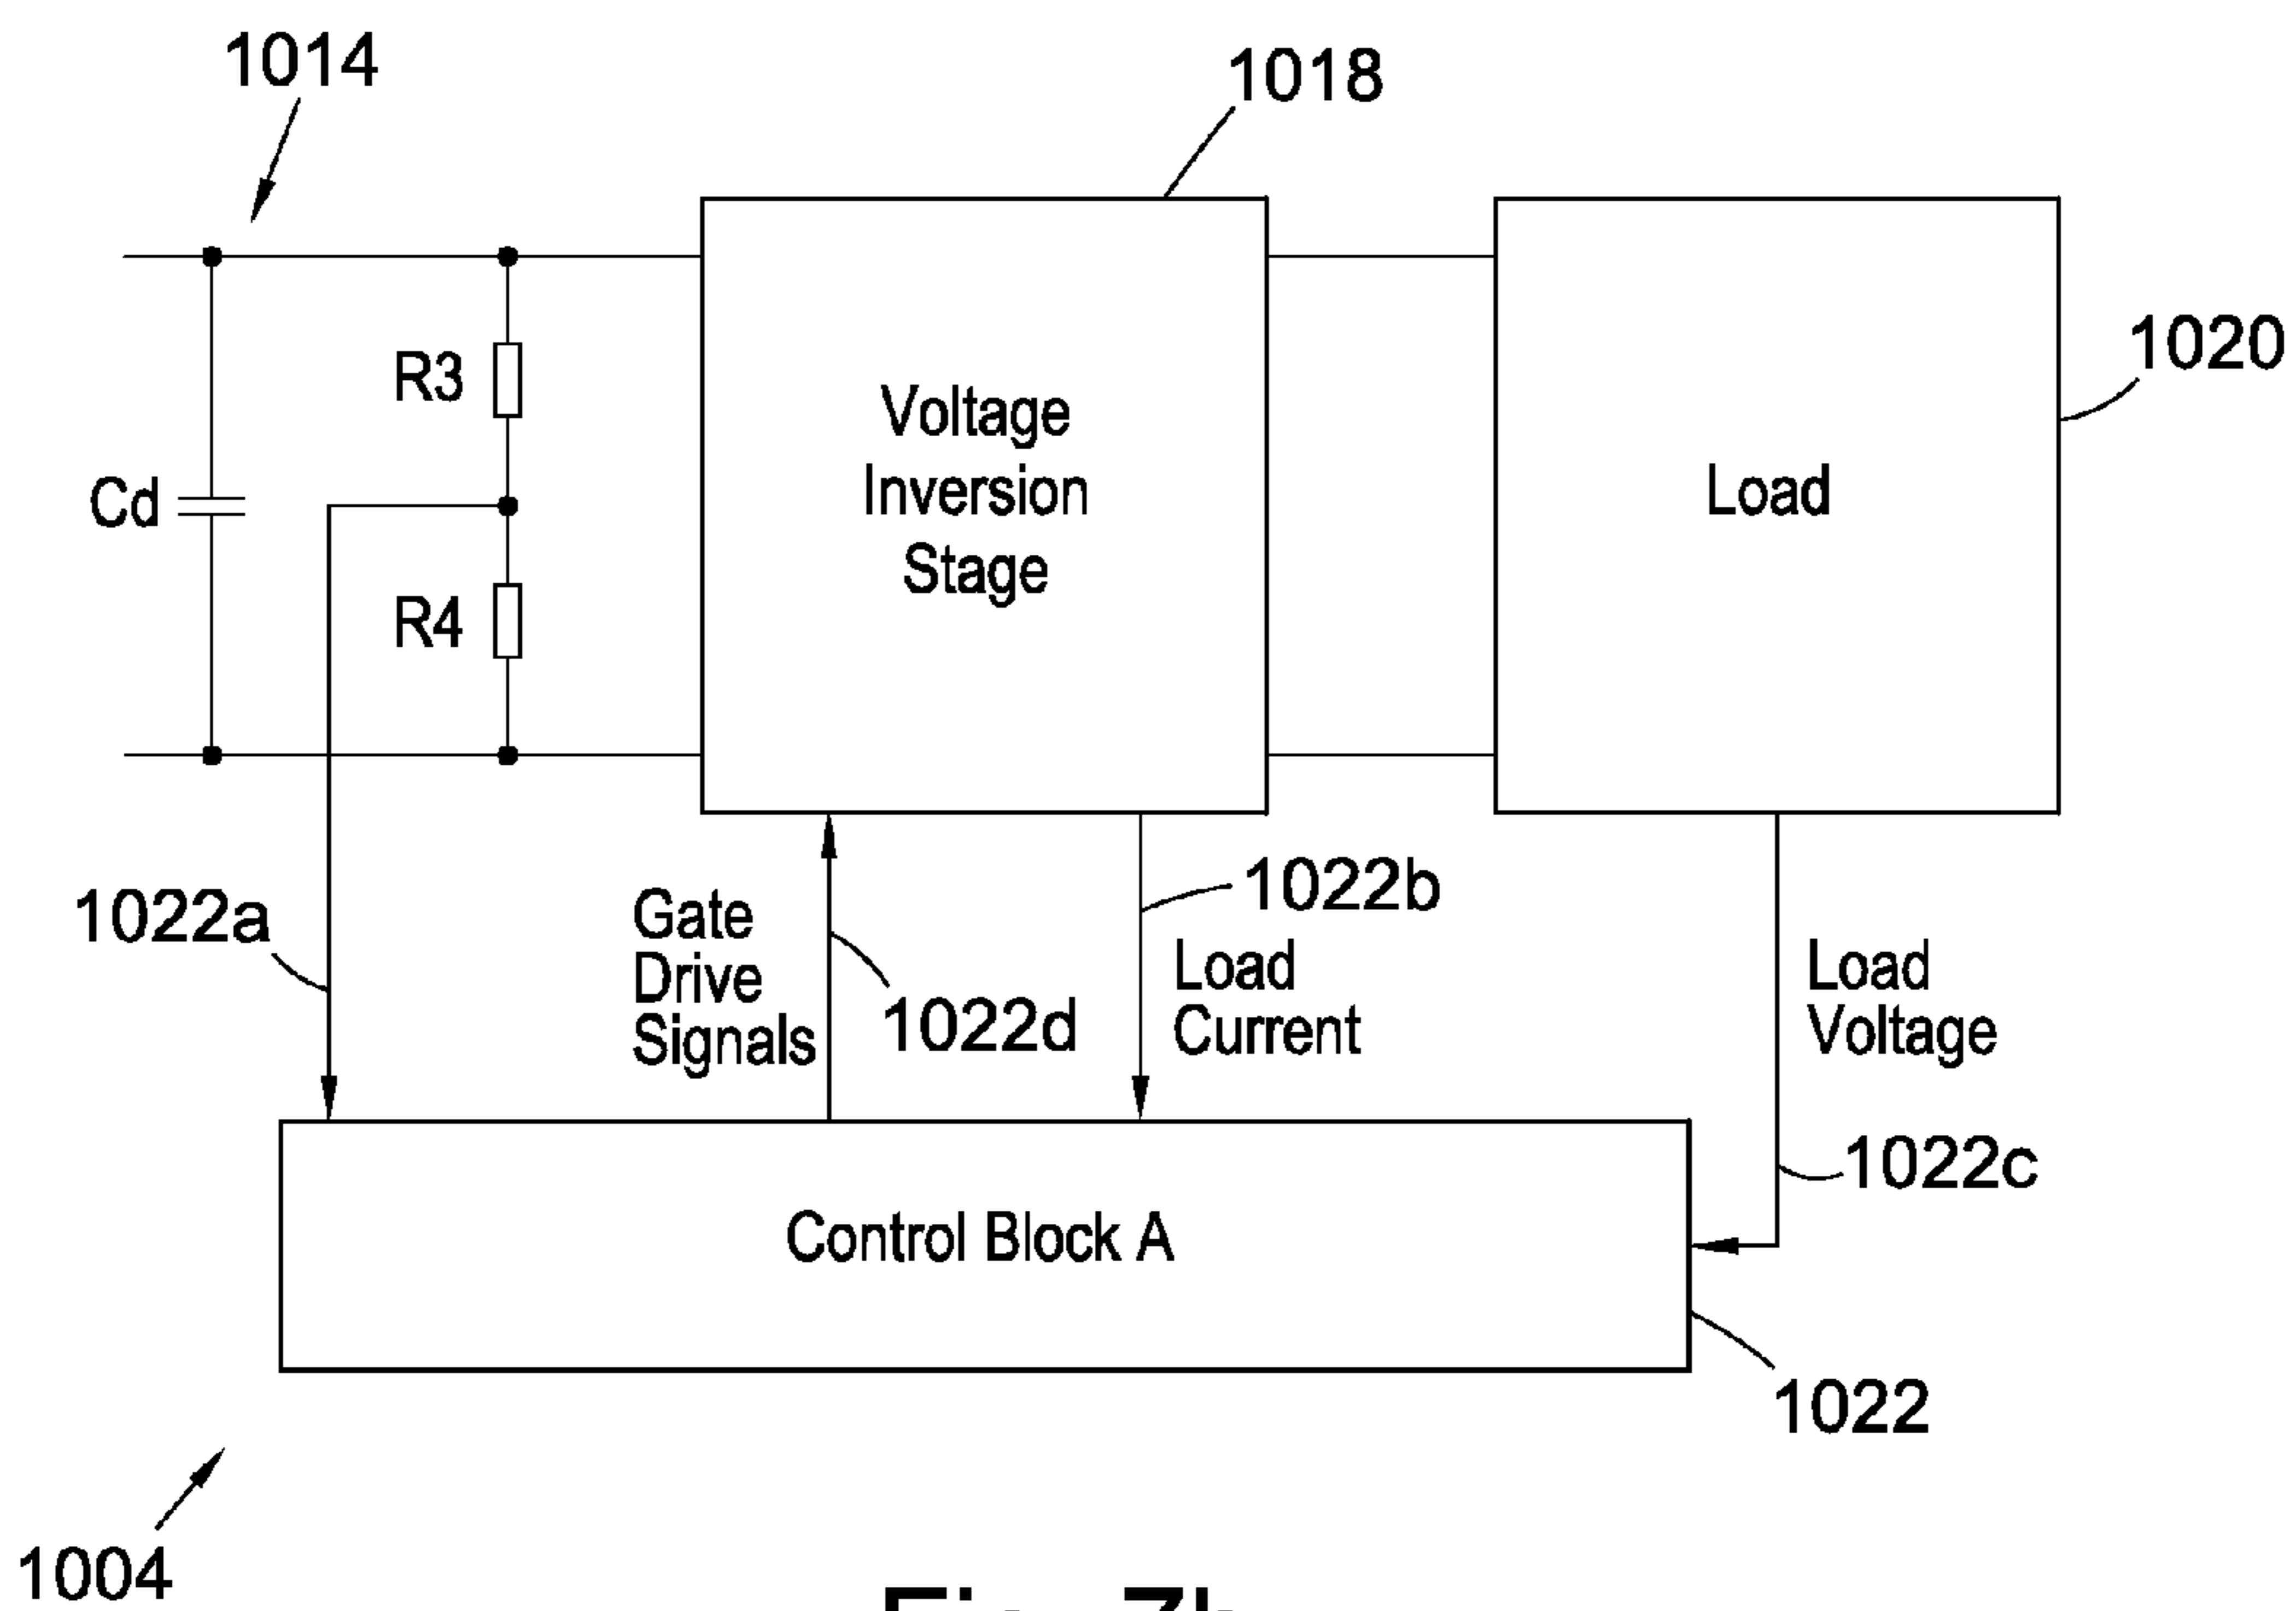 1014
1018
1020
R3
Cd
R4
Voltage
Inversion
Stage
Load
1022a
Gate
Drive
Signals
1022d
1022b
Load
Current
Load
Voltage
1022c
Control Block A
1022
1004